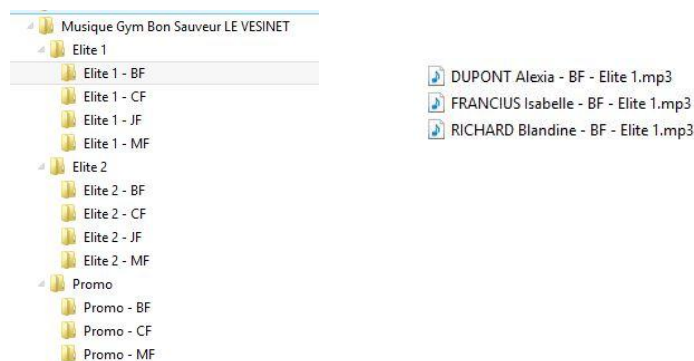 Musique Gym Bon Sauveur LE VESINET
Elite 1
Elite 1 - BF
Elite 1 - CF
Elite 1 - JF
Elite 1 - MF
Elite 2
Elite 2 - BF
Elite 2 - CF
Elite 2 - JF
Elite 2 - MF
Promo
Promo - BF
Promo - CF
Promo - MF
DUPONT Alexia - BF - Elite 1.mp3
FRANCIUS Isabelle - BF - Elite 1.mp3
RICHARD Blandine - BF - Elite 1.mp3